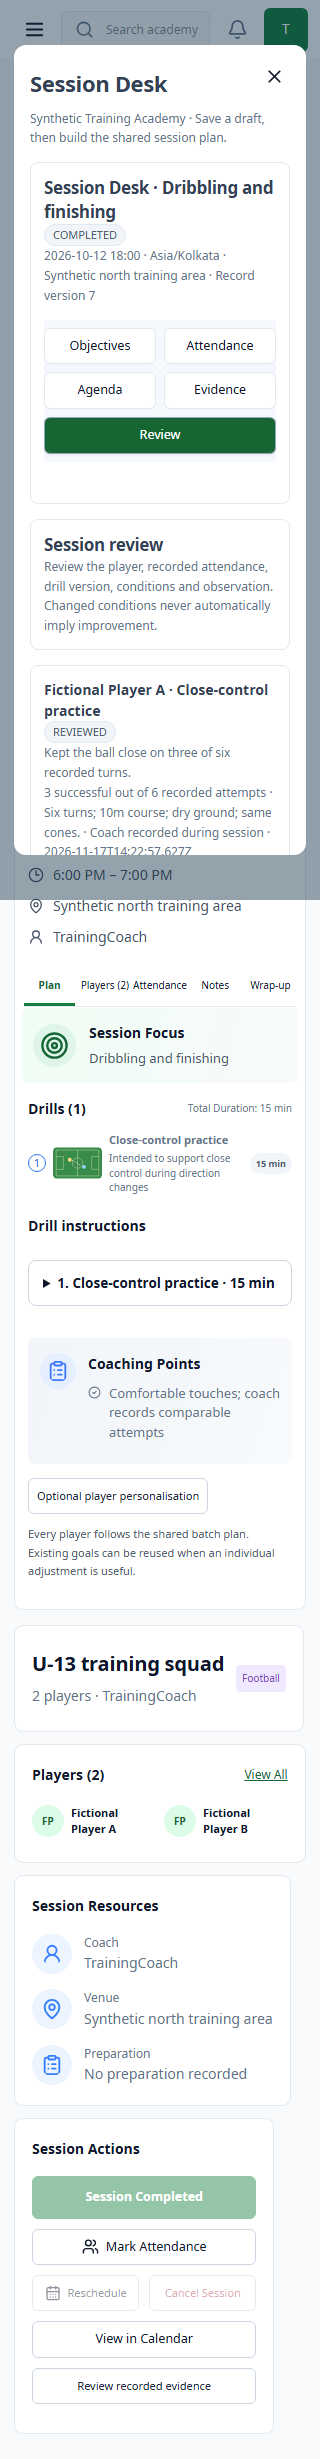 Search academy
T
Session Desk
Synthetic Training Academy · Save a draft,
then build the shared session plan.
Session Desk · Dribbling and
finishing
COMPLETED
2026-10-12 18:00 · Asia/Kolkata ·
Synthetic north training area · Record
version 7
Objectives
Attendance
Agenda
Evidence
Review
Session review
Review the player, recorded attendance,
drill version, conditions and observation.
Changed conditions never automatically
imply improvement.
Fictional Player A · Close-control
practice
REVIEWED
Kept the ball close on three of six
recorded turns.
3 successful out of 6 recorded attempts ·
Six turns; 10m course; dry ground; same
cones. · Coach recorded during session ·
2026-11-17T14:22:57.627Z
6:00 PM – 7:00 PM
Synthetic north training area
TrainingCoach
Plan
Players (2)
Attendance
Notes
Wrap-up
Session Focus
Dribbling and finishing
Drills (1)
Total Duration: 15 min
1
Close-control practice
Intended to support close
control during direction
changes
15 min
Drill instructions
1. Close-control practice · 15 min
Coaching Points
Comfortable touches; coach
records comparable
attempts
Optional player personalisation
Every player follows the shared batch plan.
Existing goals can be reused when an individual
adjustment is useful.
U-13 training squad
Football
2 players · TrainingCoach
Players (2)
View All
FP
Fictional
Player A
FP
Fictional
Player B
Session Resources
Coach
TrainingCoach
Venue
Synthetic north training area
Preparation
No preparation recorded
Session Actions
Session Completed
Mark Attendance
Reschedule
Cancel Session
View in Calendar
Review recorded evidence